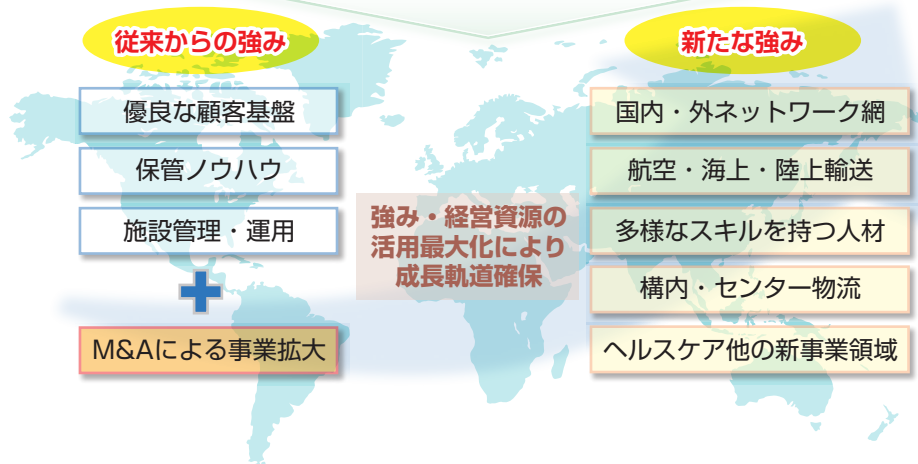 従来からの強み
優良な顧客基盤
保管ノウハウ
施設管理・運用
M&Aによる事業拡大
強み・経営資源の
活用最大化により
成長軌道確保
新たな強み
国内・外ネットワーク網
航空・海上・陸上輸送
多様なスキルを持つ人材
構内・センター物流
ヘルスケア他の新事業領域